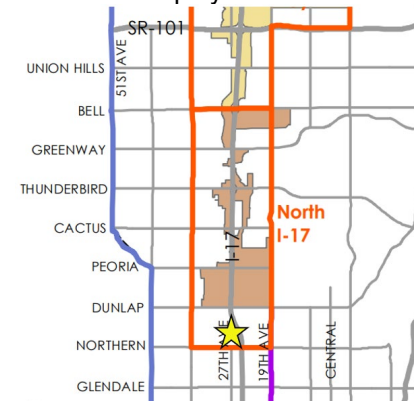 SR-101
51ST AVE
UNION HILLS
BELL
GREENWAY
THUNDERBIRD
CACTUS
North
I-17
I-17
PEORIA
DUNLAP
NORTHERN
27TH AVE
19TH AVE
CENTRAL
GLENDALE